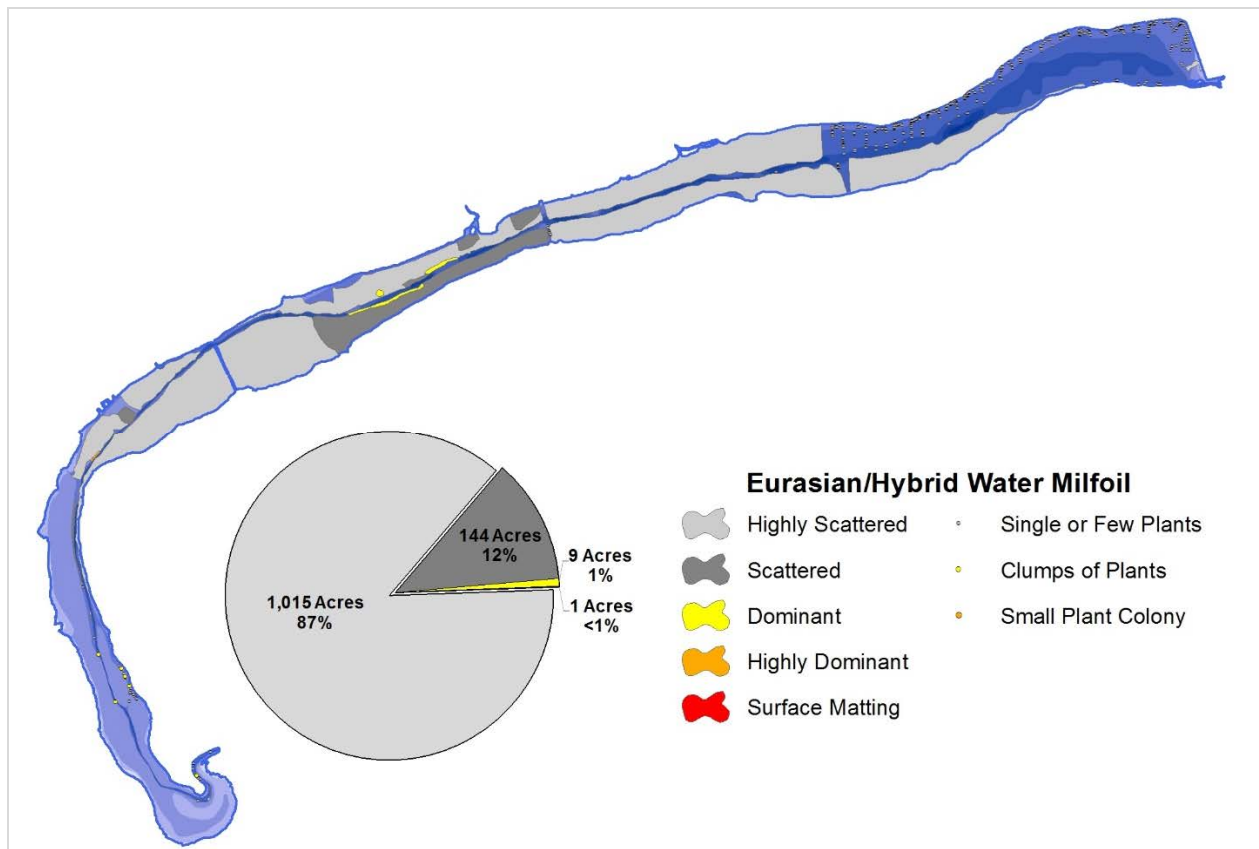 144 Acres
12%
9 Acres
1%
1,015 Acres
87%
1 Acres
<1%
Eurasian/Hybrid Water Milfoil
Highly Scattered
Scattered
Dominant
Highly Dominant
Surface Matting
Single or Few Plants
Clumps of Plants
Small Plant Colony